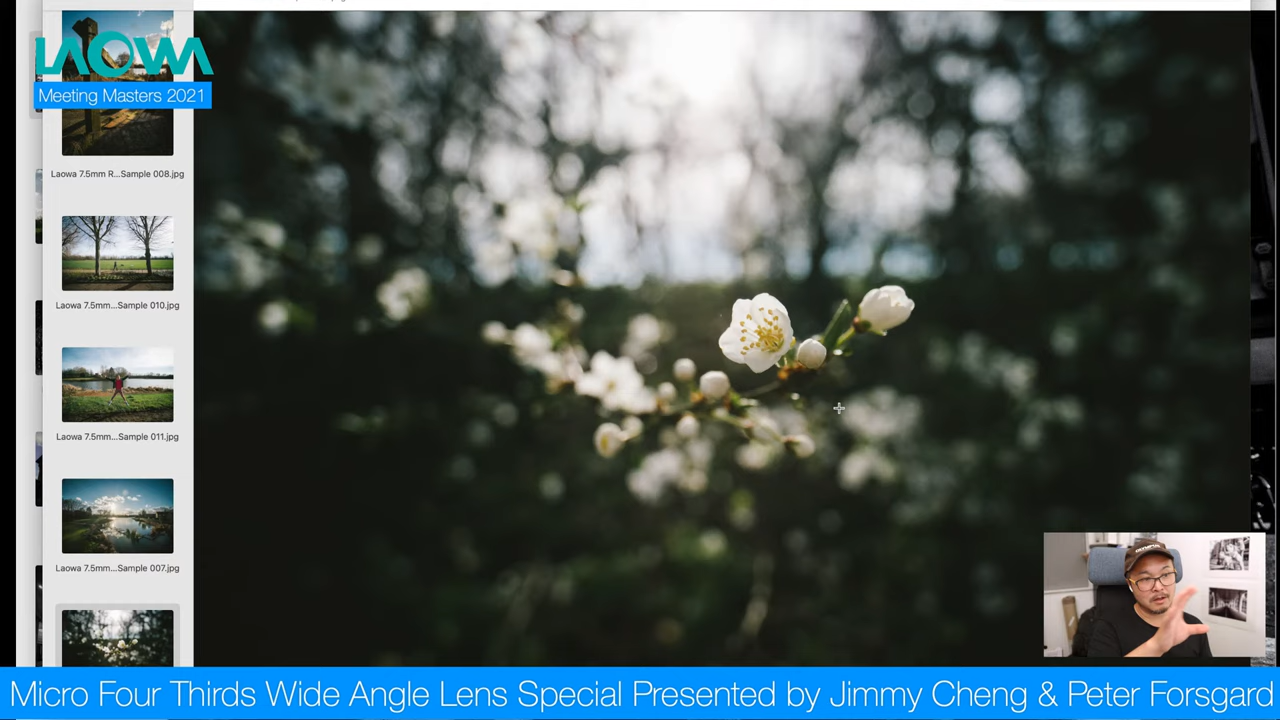 LAOWA
Meeting Masters 2021
Laowa 7.5mm R...Sample 008.jpg
Laowa 7.5mm...Sample 010.jpg
Laowa 7.5mm...Sample 011.jpg
Laowa 7.5mm...Sample 007.jpg
OLYMPUS
Micro Four Thirds Wide Angle Lens Special Presented by Jimmy Cheng & Peter Forsgard